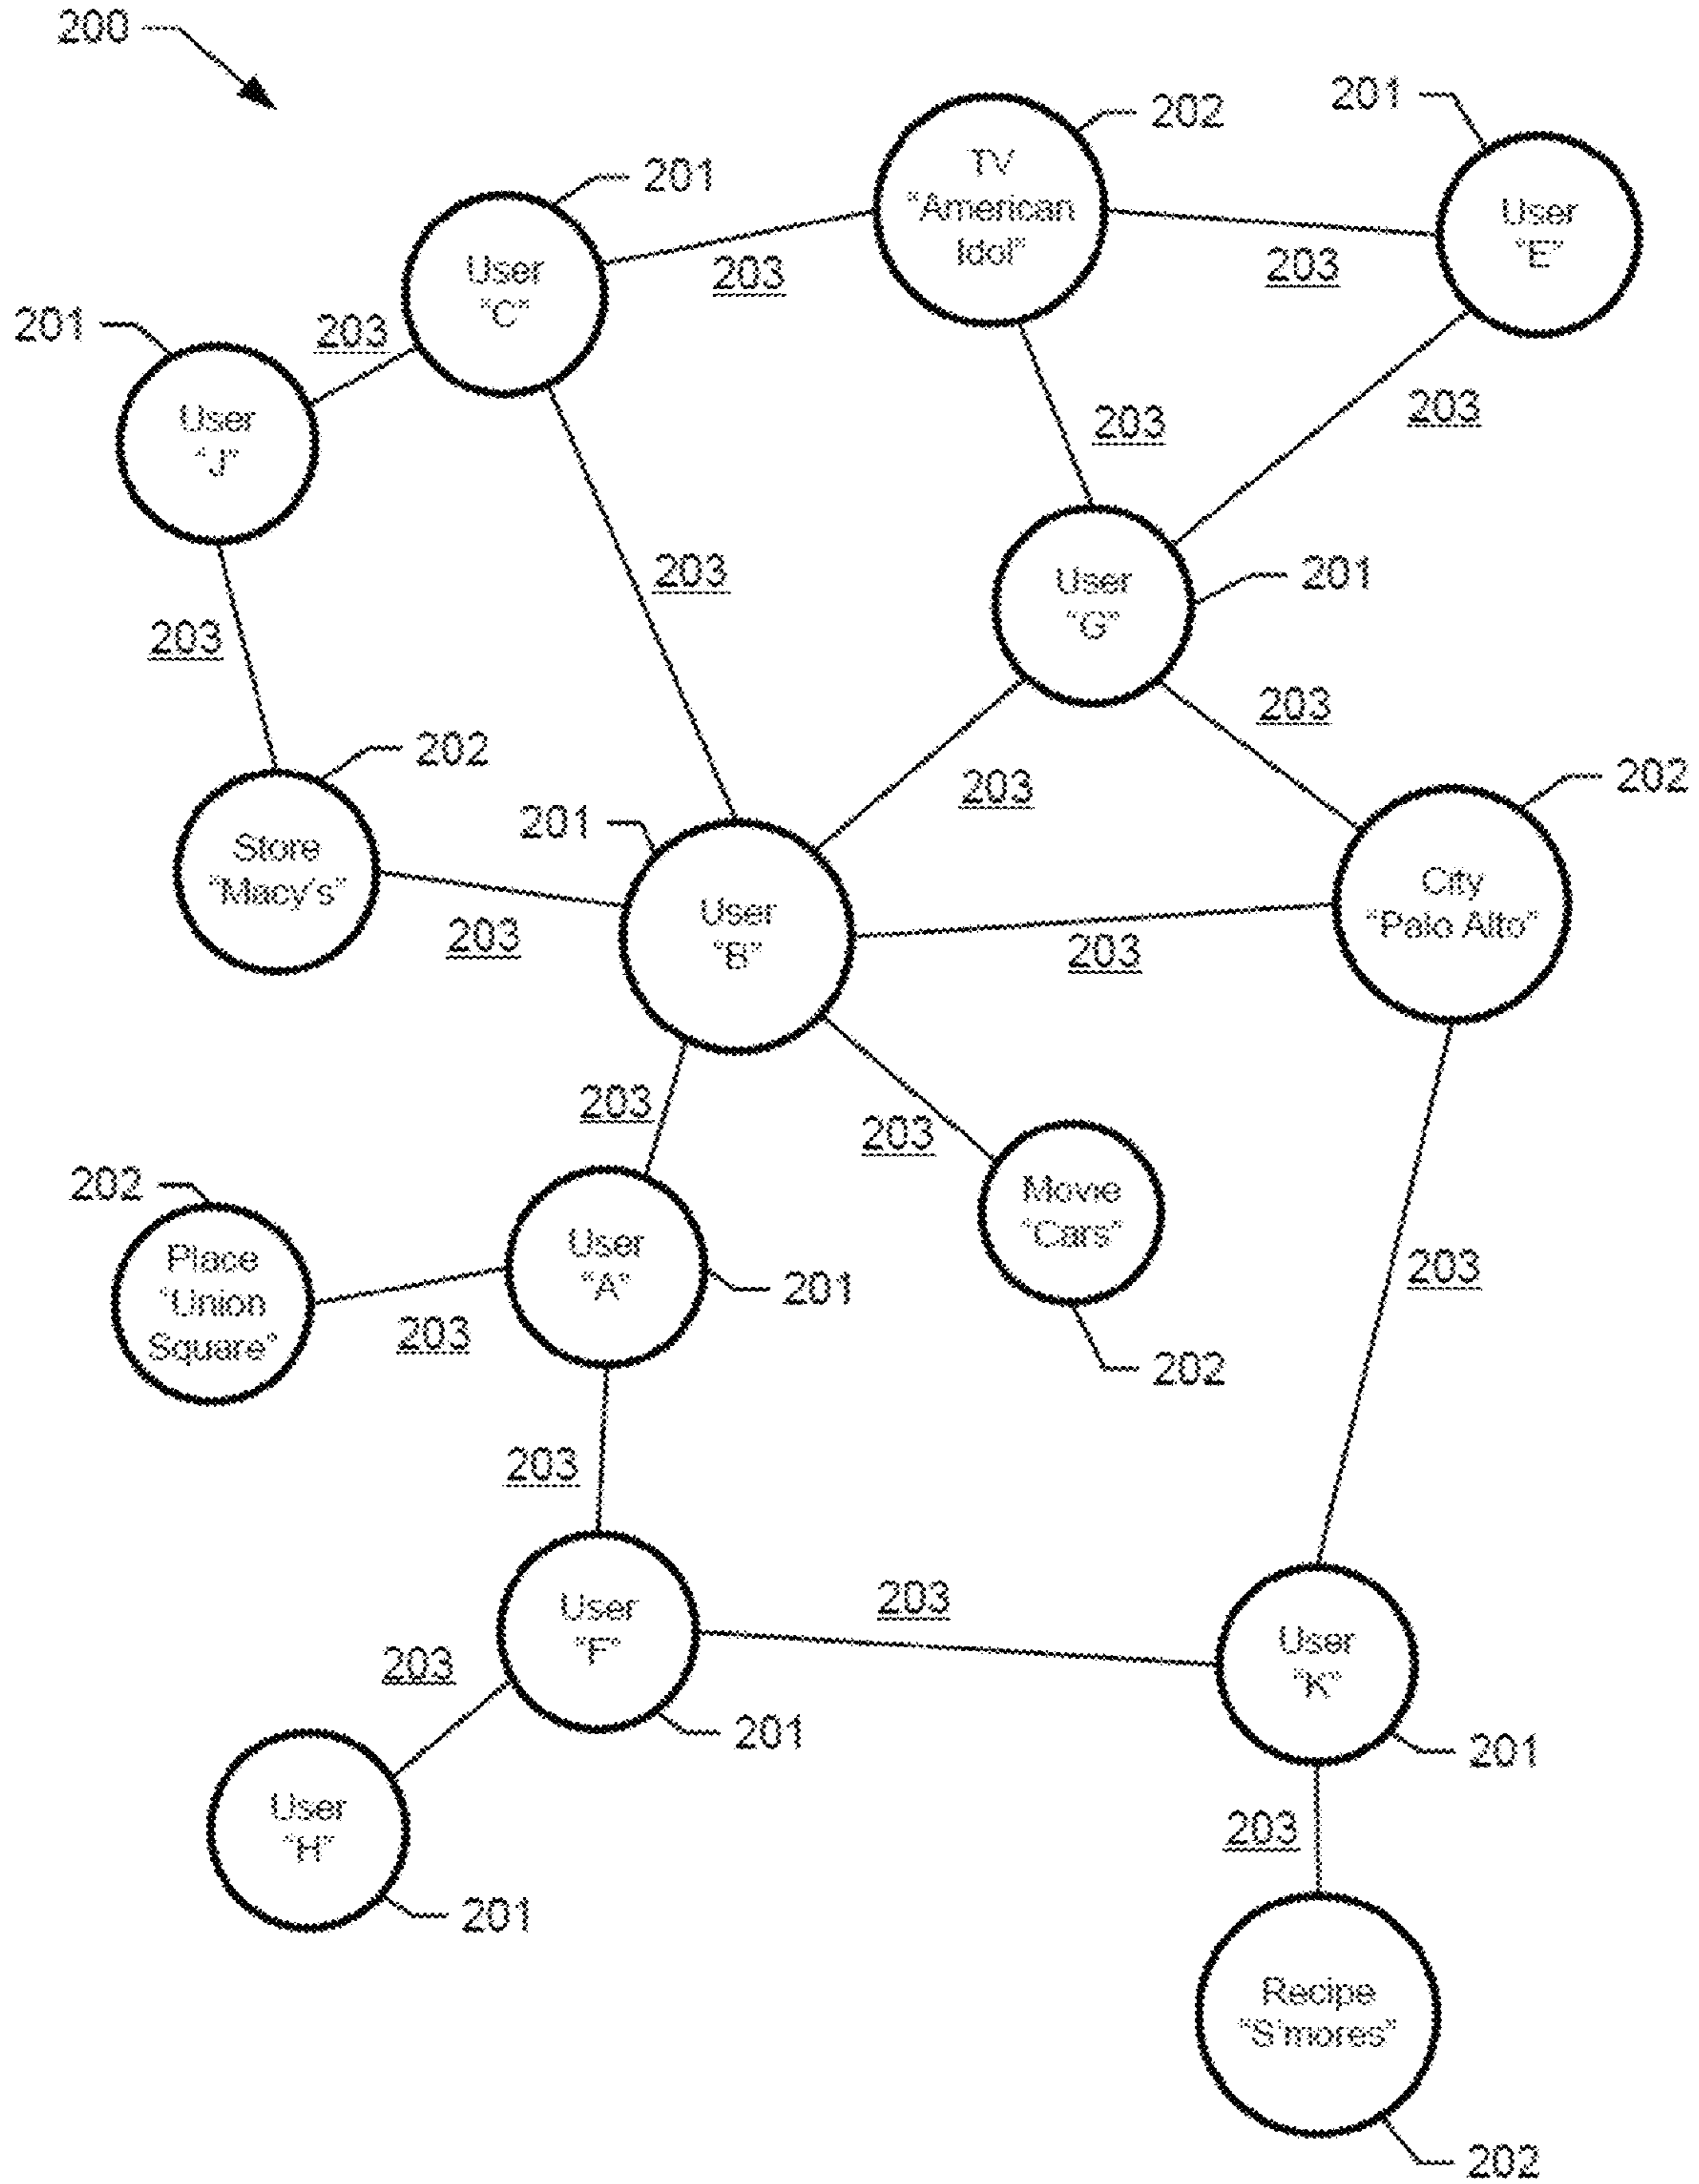 200
202
201
TV
"American
Idol"
201
User
"E"
User
"C"
203
203
201
203
User
"J"
203
203
203
User
"G"
201
203
203
203
202
202
201
203
Store
"Macy's"
City
"Palo Alto"
User
"B"
203
203
203
203
202
Movie
"Cars"
User
"A"
Place
"Union
Square"
203
201
203
202
203
203
User
"F"
User
"K"
203
201
201
User
"H"
203
201
Recipe
"S'mores"
202